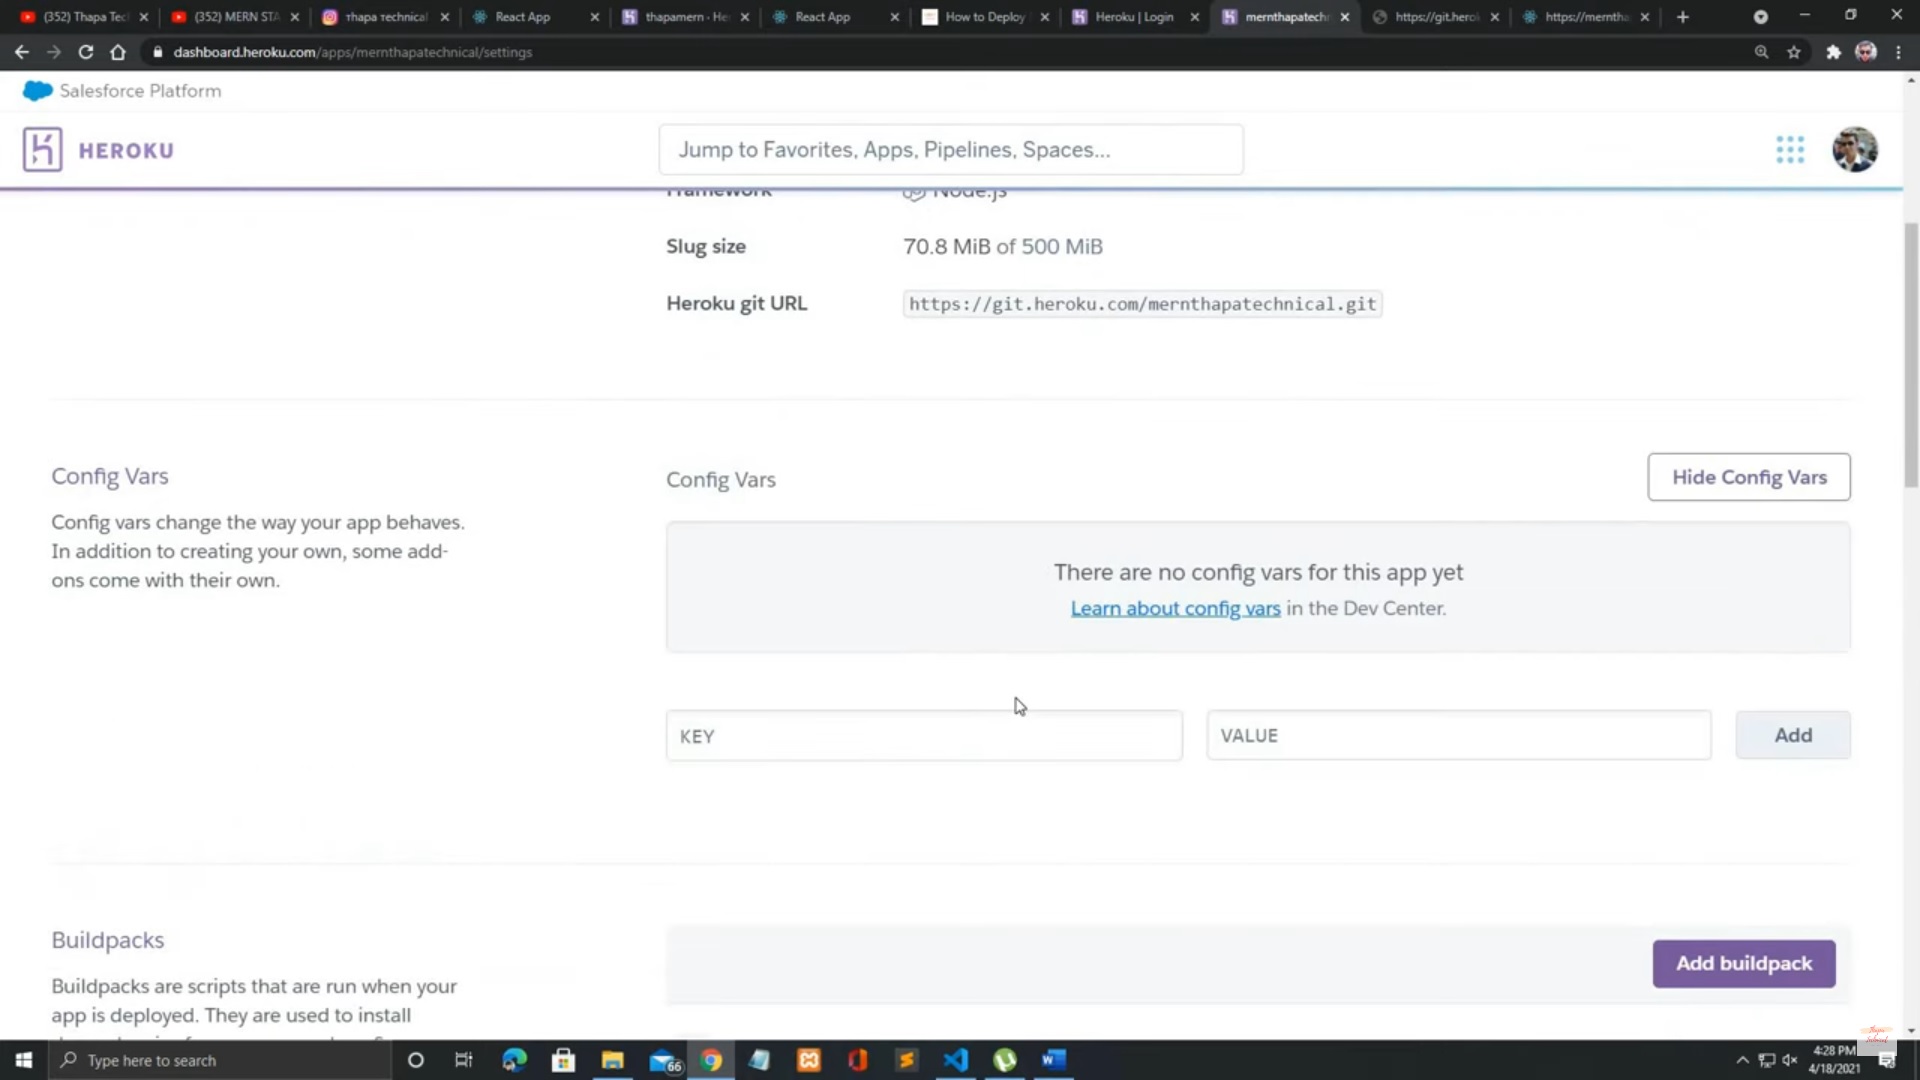 (352) Thapa Tec
(352) MERN STA
тhapa тechnical
React App
thapamern · He
React App
How to Deploy
Heroku | Login
mernthapatechn
https://git.hero
https://merntha
dashboard.heroku.com/apps/mernthapatechnical/settings
Salesforce Platform
HEROKU
Jump to Favorites, Apps, Pipelines, Spaces...
Framework
Node.js
Slug size
70.8 MiB of 500 MiB
Heroku git URL
https://git.heroku.com/mernthapatechnical.git
Config Vars
Config vars change the way your app behaves.
In addition to creating your own, some add-
ons come with their own.
Config Vars
Hide Config Vars
There are no config vars for this app yet
Learn about config vars in the Dev Center.
KEY
VALUE
Add
Buildpacks
Buildpacks are scripts that are run when your
app is deployed. They are used to install
Add buildpack
Type here to search
66
4:28 PM
4/18/2021